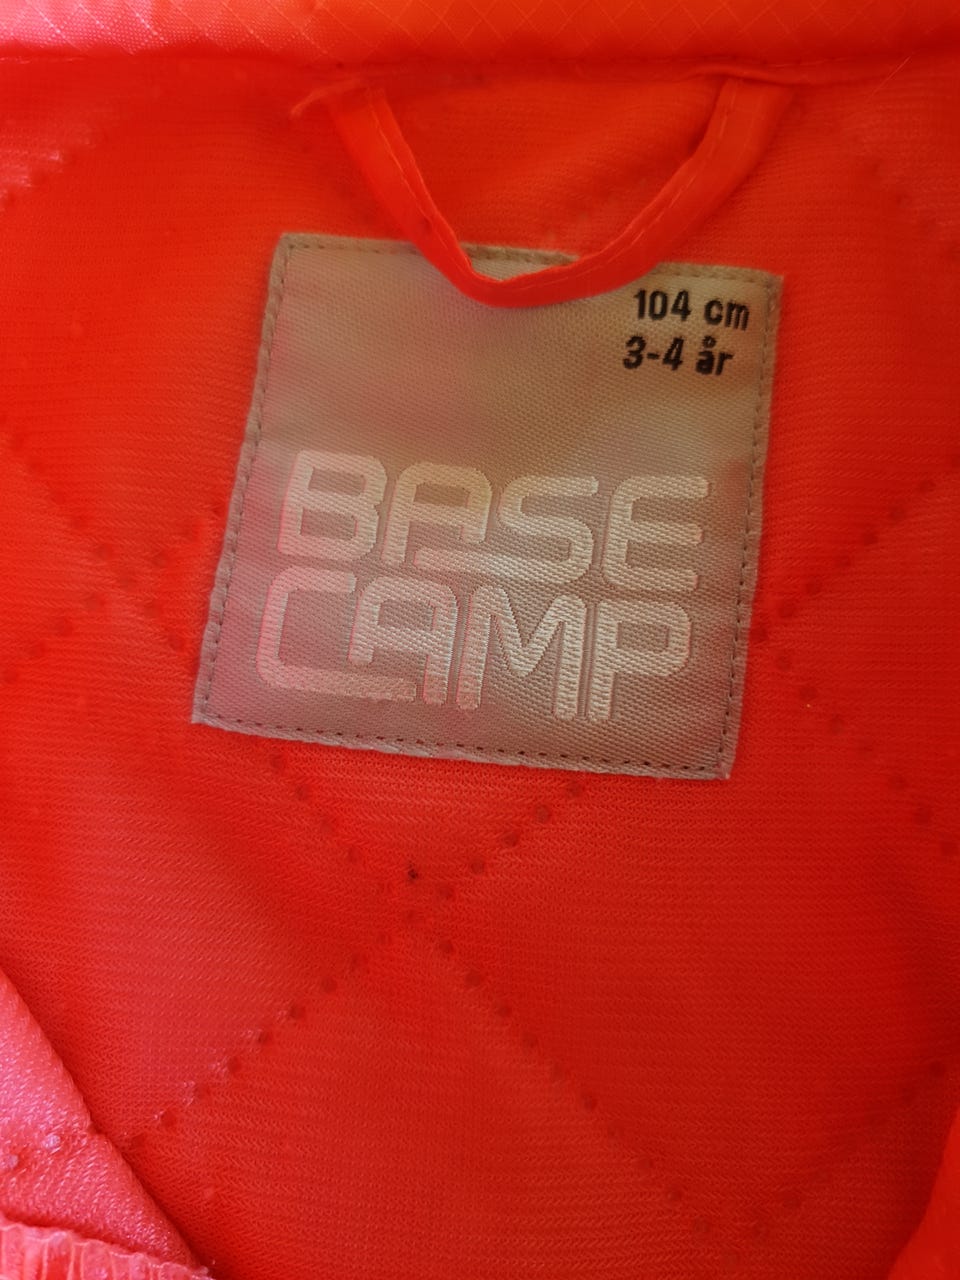 104 cm
3-4 år
BASE
CAMP